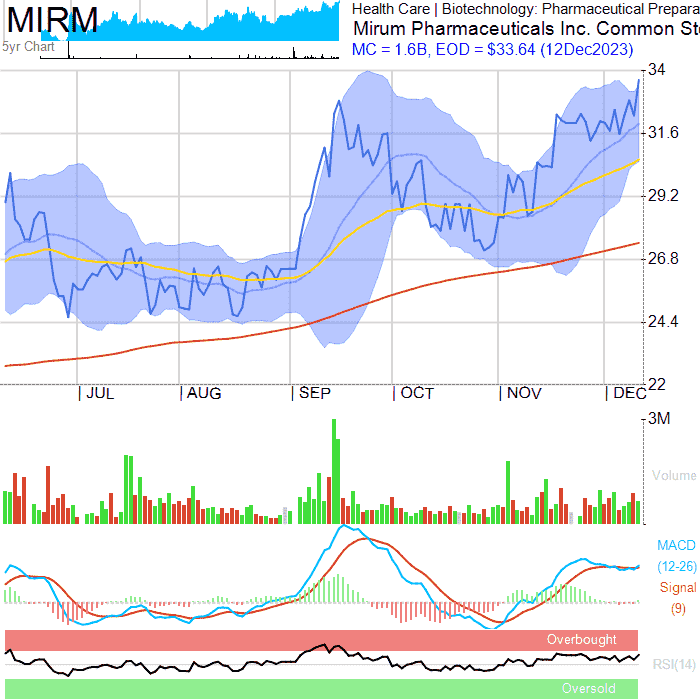 MIRM
5yr Chart
Health Care | Biotechnology: Pharmaceutical Prepara
Mirum Pharmaceuticals Inc. Common Sto
MC = 1.6B, EOD = $33.64 (12Dec2023)
34
31.6
29.2
26.8
24.4
22
JUL
AUG
SEP
OCT
NOV
DEC
3M
Volume
MACD
(12-26)
Signal
(9)
Overbought
RSI(14)
Oversold